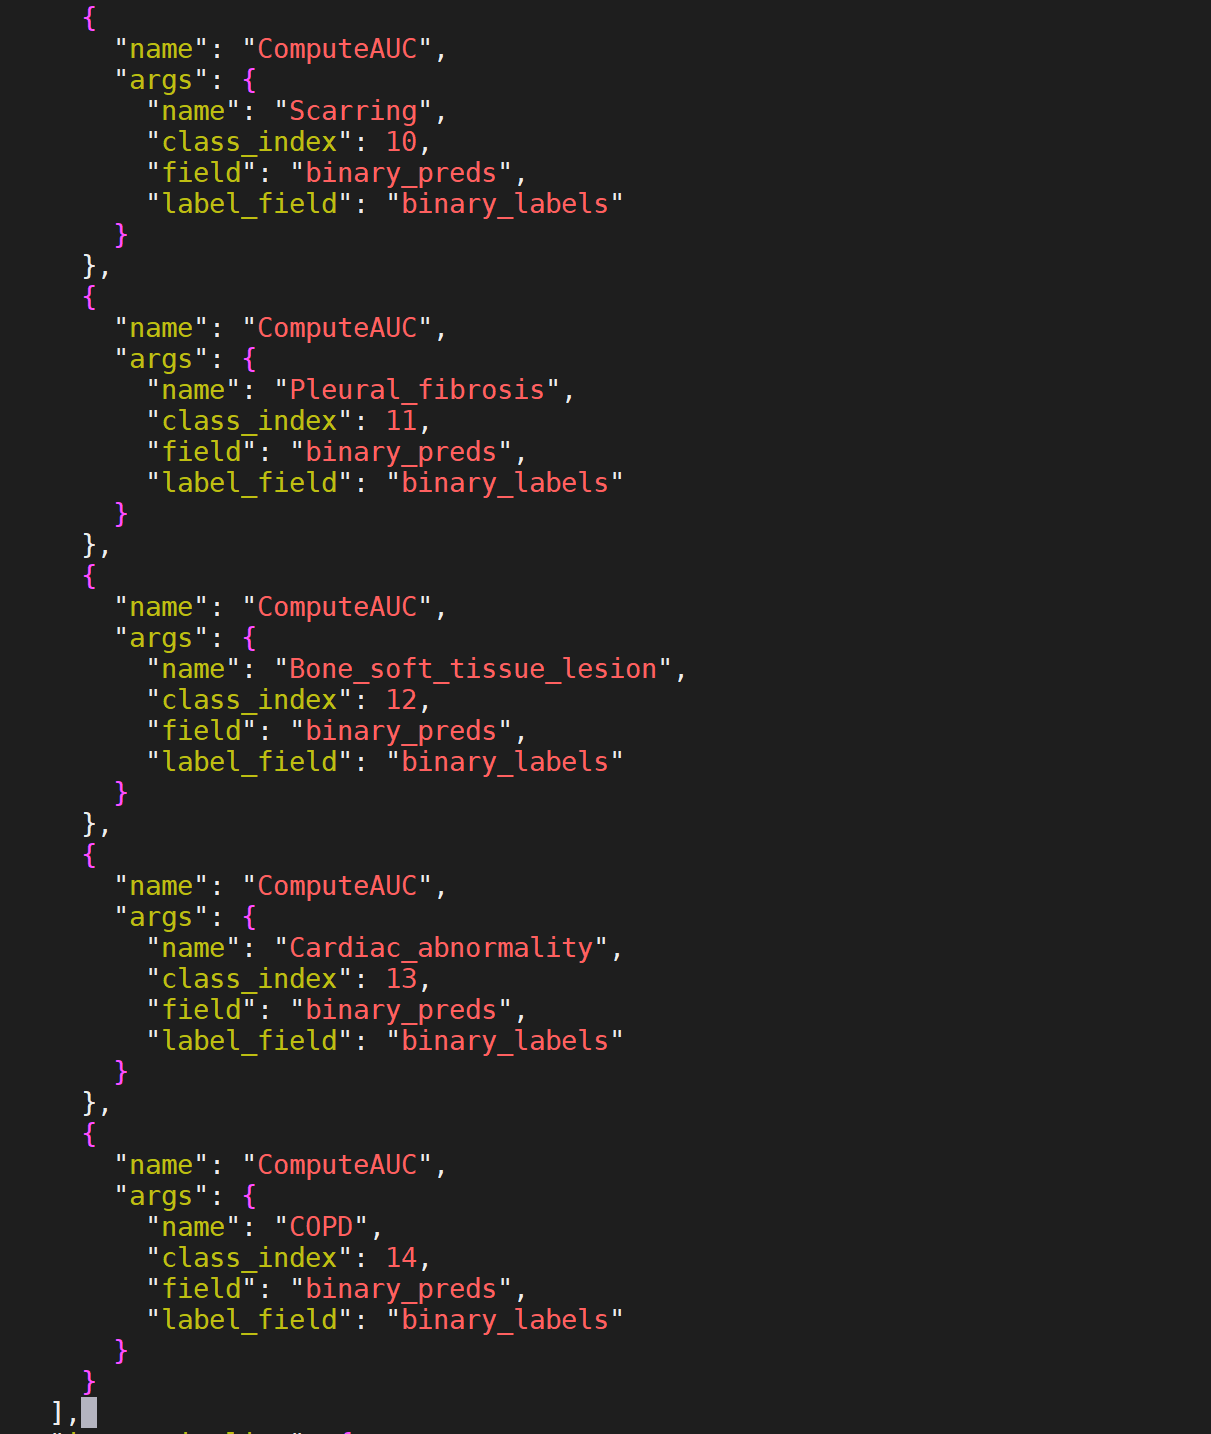 {
"name": "ComputeAUC",
"args": {
"name": "Scarring",
"class_index": 10,
"field": "binary_preds",
"label_field": "binary_labels"
}
},
{
"name": "ComputeAUC",
"args": {
"name": "Pleural_fibrosis",
"class_index": 11,
"field": "binary_preds",
"label_field": "binary_labels"
}
},
{
"name": "ComputeAUC",
"args": {
"name": "Bone_soft_tissue_lesion",
"class_index": 12,
"field": "binary_preds",
"label_field": "binary_labels"
}
},
{
"name": "ComputeAUC",
"args": {
"name": "Cardiac_abnormality",
"class_index": 13,
"field": "binary_preds",
"label_field": "binary_labels"
}
},
{
"name": "ComputeAUC",
"args": {
"name": "COPD",
"class_index": 14,
"field": "binary_preds",
"label_field": "binary_labels"
}
}
],